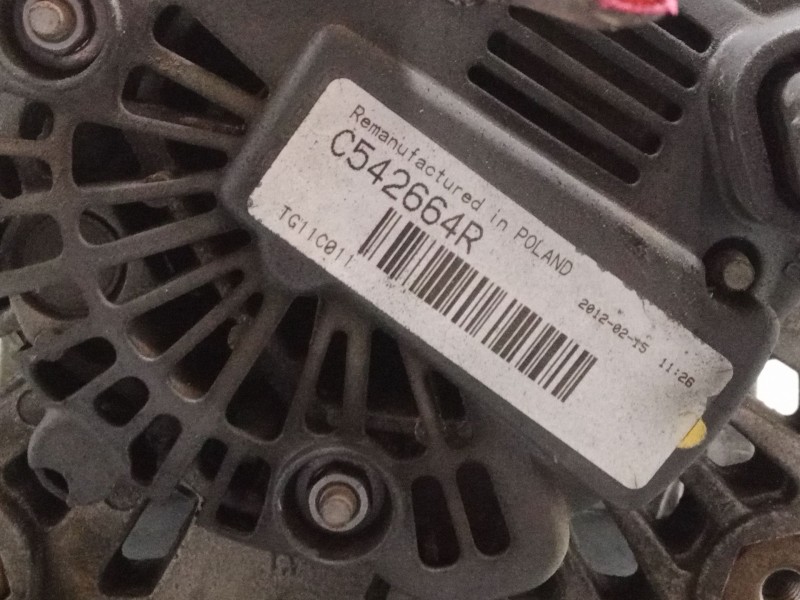 Remanufactured in POLAND
C542664R
TG11C011
2012-02-15 11:26